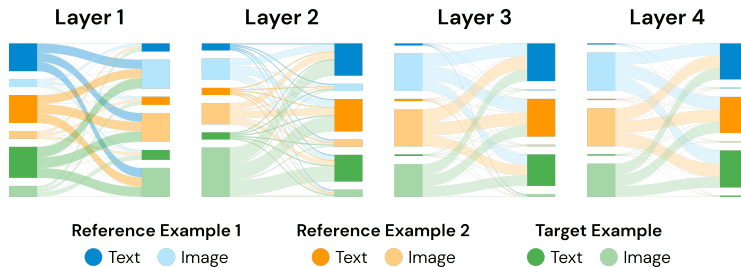 Layer 1 Layer 2 Layer 3 Layer 4
Reference Example 1 Reference Example 2 Target Example
Text Image Text Image Text Image